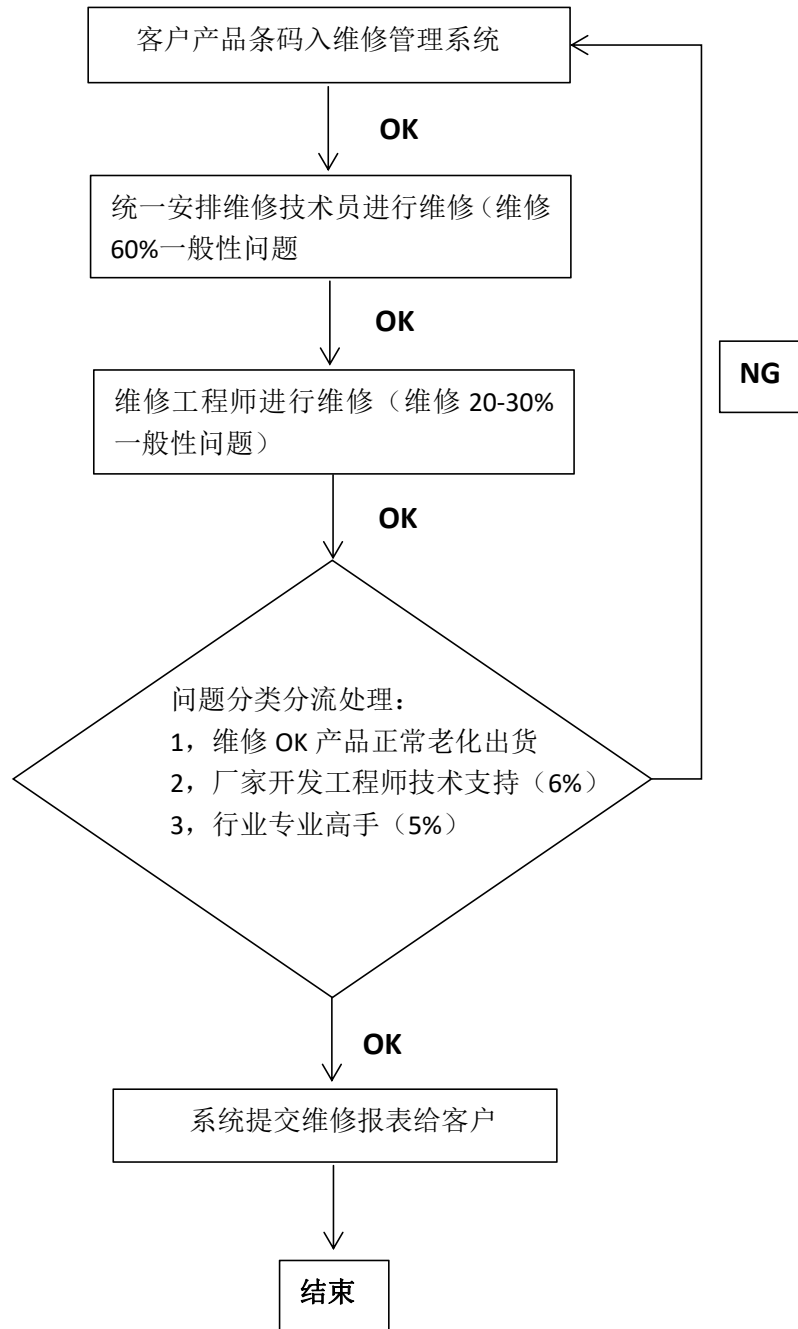 客户产品条码入维修管理系统
OK
统一安排维修技术员进行维修（维修
60%一般性问题
OK
维修工程师进行维修（维修 20-30%
一般性问题）
NG
OK
问题分类分流处理：
1，维修 OK 产品正常老化出货
2，厂家开发工程师技术支持（6%）
3，行业专业高手（5%）
OK
系统提交维修报表给客户
结束